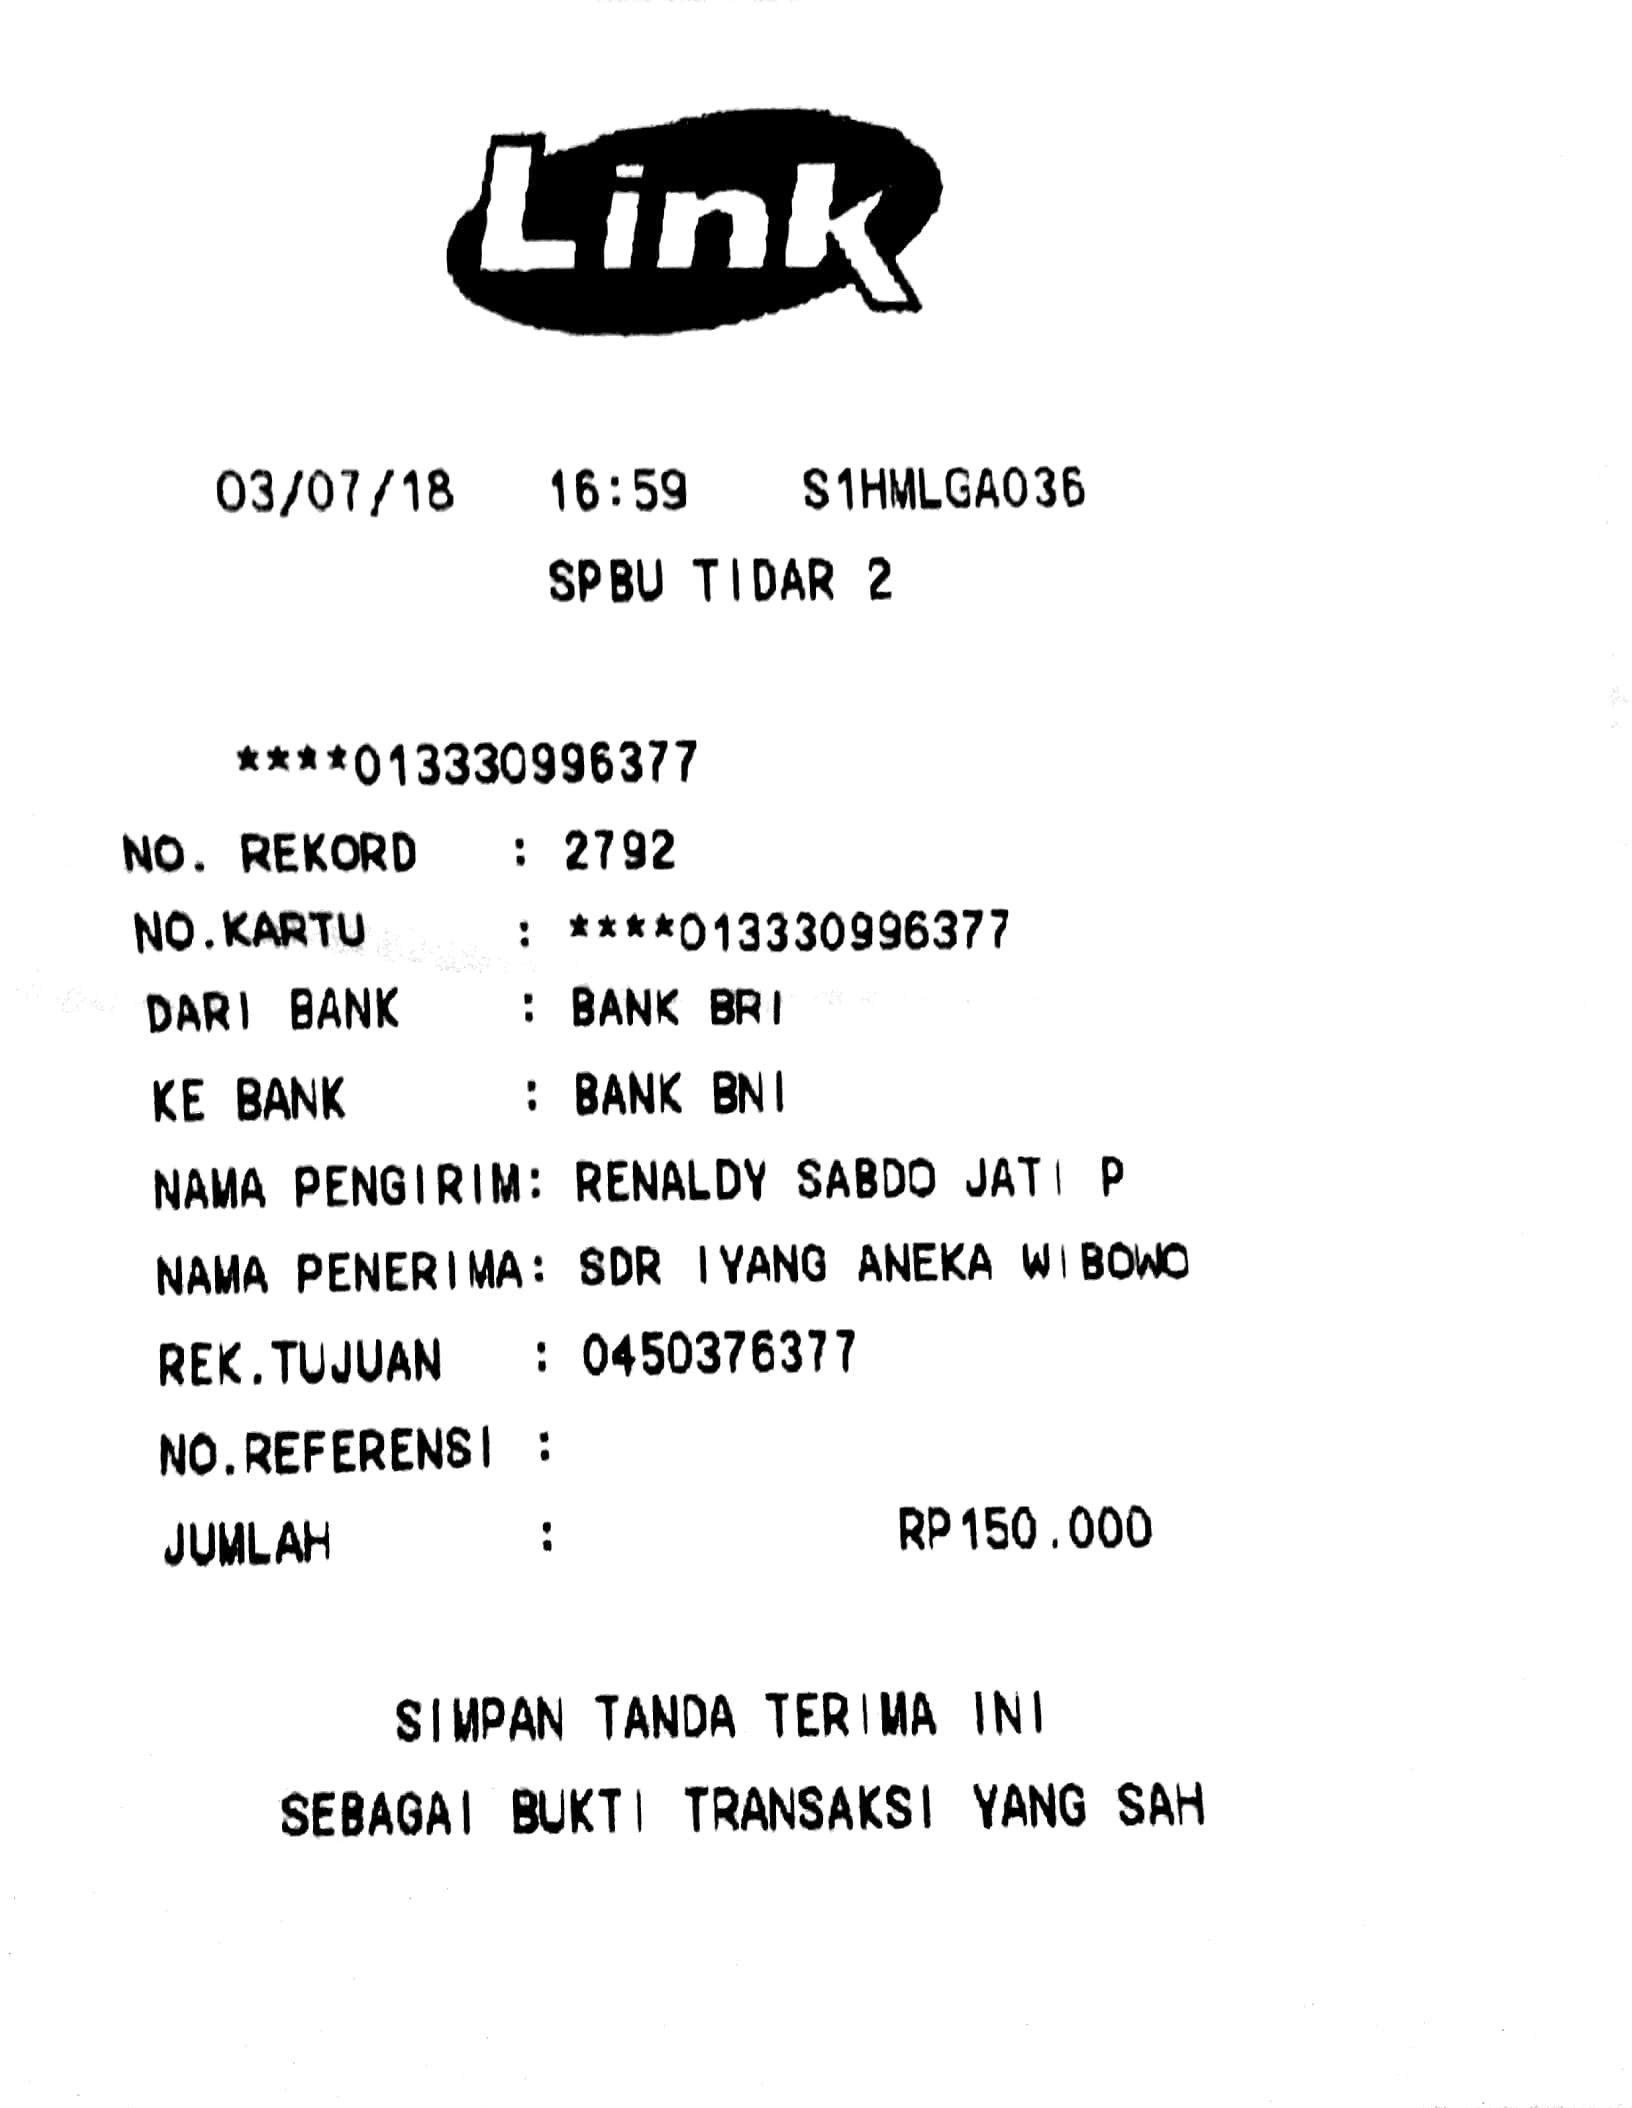 Link
03/07/18 16:59 S1HMLGA036
SPBU TIDAR 2
****013330996377
NO. REKORD : 2792
NO.KARTU : ****013330996377
DARI BANK : BANK BRI
KE BANK : BANK BNI
NAMA PENGIRIM: RENALDY SABDO JATI P
NAMA PENERIMA: SDR IYANG ANEKA WIBOWO
REK.TUJUAN : 0450376377
NO.REFERENSI :
JUMLAH : RP150.000
SIMPAN TANDA TERIMA INI
SEBAGAI BUKTI TRANSAKSI YANG SAH